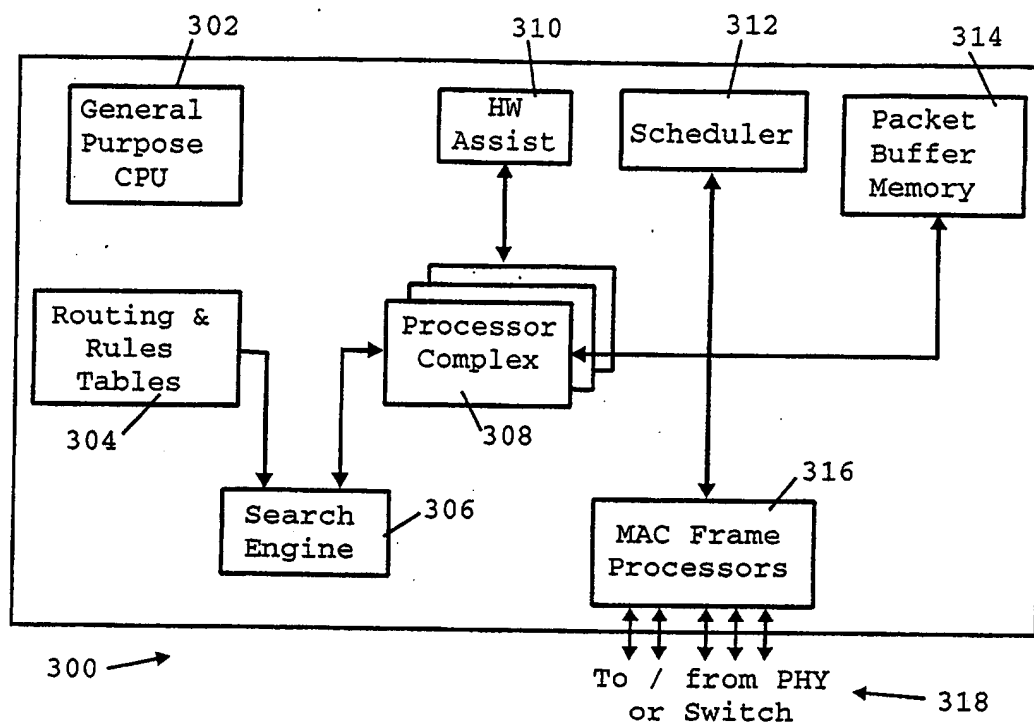 302
310
312
314
General
Purpose
CPU
HW
Assist
Scheduler
Packet
Buffer
Memory
Routing &
Rules
Tables
304
Processor
Complex
308
Search
Engine
306
316
MAC Frame
Processors
300
To / from PHY
or Switch
318